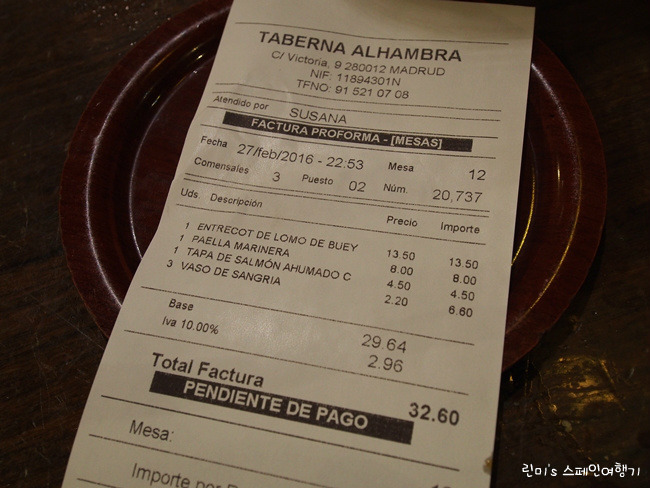 TABERNA ALHAMBRA
C/ Victoria, 9 280012 MADRUD
NIF: 11894301N
TFNO: 91 521 07 08
Atendido por SUSANA
FACTURA PROFORMA - [MESAS]
Fecha 27/feb/2016 - 22:53 Mesa 12
Comensales 3 Puesto 02 Núm. 20,737
Uds. Descripción Precio Importe
1 ENTRECOT DE LOMO DE BUEY 13.50 13.50
1 PAELLA MARINERA 8.00 8.00
1 TAPA DE SALMÓN AHUMADO C 4.50 4.50
3 VASO DE SANGRIA 2.20 6.60
Base 29.64
Iva 10.00% 2.96
Total Factura 32.60
PENDIENTE DE PAGO
Mesa:
Importe por
린미's 스페인여행기